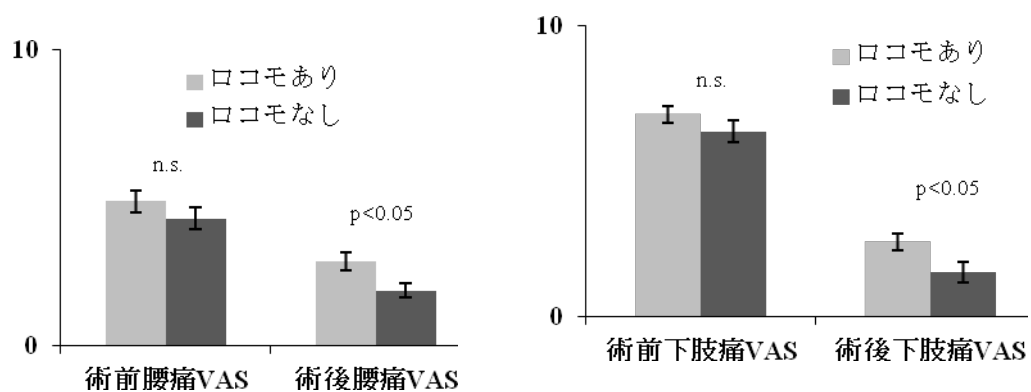 10
ロコモあり
ロコモなし
n.s.
p<0.05
0
術前腰痛VAS
術後腰痛VAS
10
ロコモあり
ロコモなし
n.s.
p<0.05
0
術前下肢痛VAS
術後下肢痛VAS